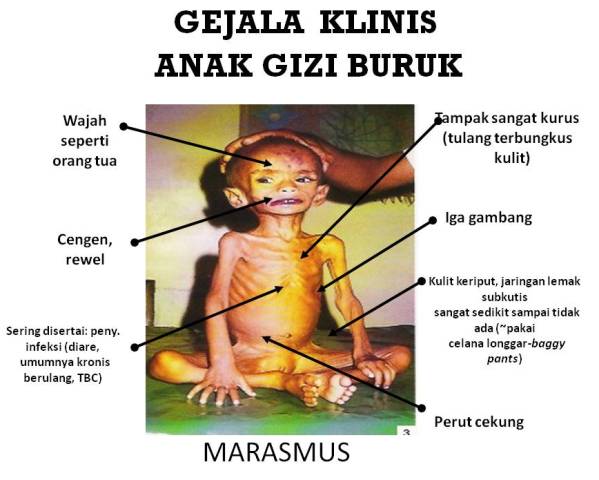 GEJALA KLINIS
ANAK GIZI BURUK
Wajah
seperti
orang tua
Tampak sangat kurus
(tulang terbungkus
kulit)
Cengen,
rewel
Iga gambang
Kulit keriput, jaringan lemak
subkutis
sangat sedikit sampai tidak
ada (~pakai
celana longgar-baggy
pants)
Sering disertai: peny.
infeksi (diare,
umumnya kronis
berulang, TBC)
Perut cekung
3
MARASMUS